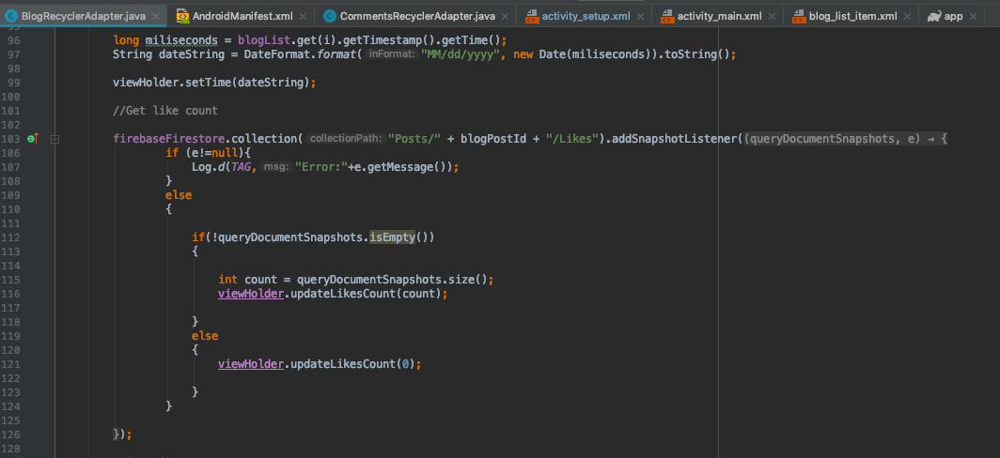 BlogRecyclerAdapter.java × AndroidManifest.xml × CommentsRecyclerAdapter.java × activity_setup.xml × activity_main.xml × blog_list_item.xml × app ×
96 long miliseconds = blogList.get(i).getTimestamp().getTime();
97 String dateString = DateFormat.format( inFormat: "MM/dd/yyyy", new Date(miliseconds)).toString();
98
99 viewHolder.setTime(dateString);
100
101 //Get like count
102
103 firebaseFirestore.collection( collectionPath: "Posts/" + blogPostId + "/Likes").addSnapshotListener((queryDocumentSnapshots, e) → {
106 if (e!=null){
107 Log.d(TAG, msg: "Error:"+e.getMessage());
108 }
109 else
110 {
111
112 if(!queryDocumentSnapshots.isEmpty())
113 {
114
115 int count = queryDocumentSnapshots.size();
116 viewHolder.updateLikesCount(count);
117
118 }
119 else
120 {
121 viewHolder.updateLikesCount(0);
122
123 }
124 }
125
126 });
128